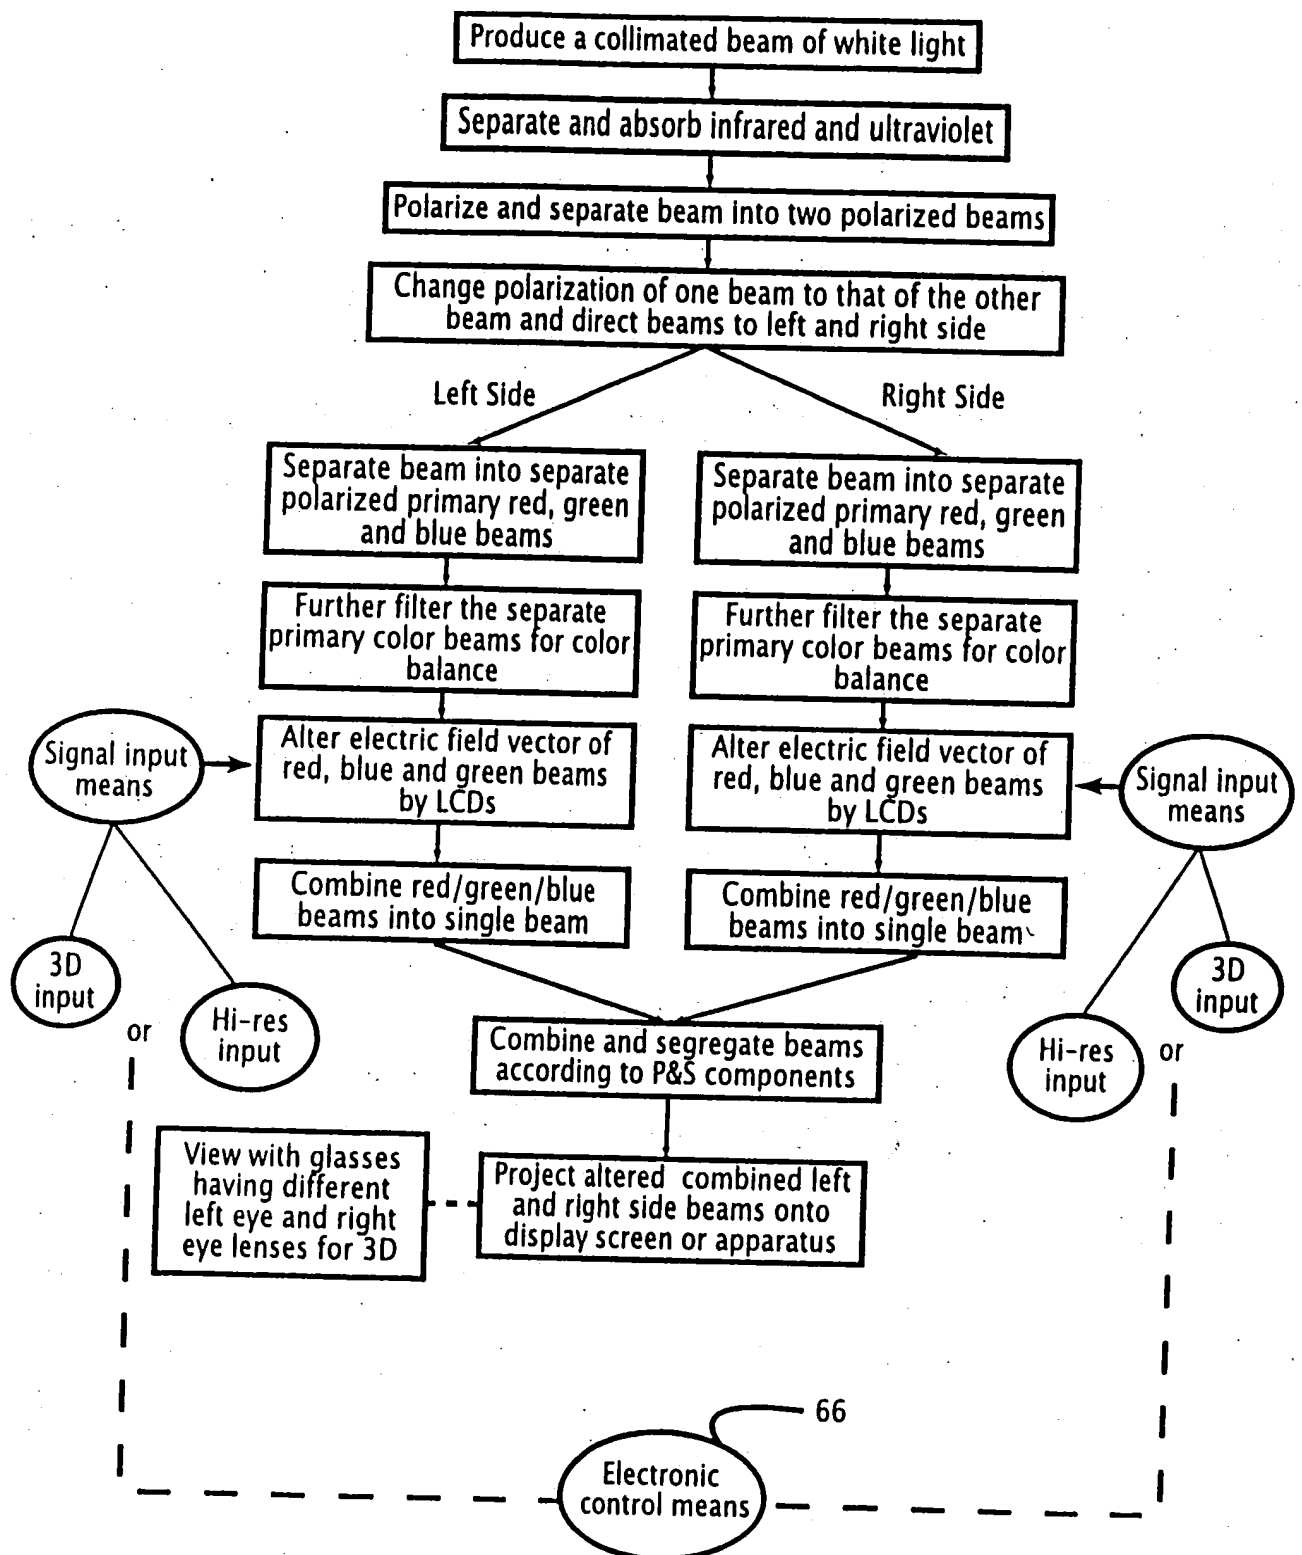 Produce a collimated beam of white light
Separate and absorb infrared and ultraviolet
Polarize and separate beam into two polarized beams
Change polarization of one beam to that of the other
beam and direct beams to left and right side
Left Side
Right Side
Separate beam into separate
polarized primary red, green
and blue beams
Separate beam into separate
polarized primary red, green
and blue beams
Further filter the separate
primary color beams for color
balance
Further filter the separate
primary color beams for color
balance
Signal input
means
Alter electric field vector of
red, blue and green beams
by LCDs
Alter electric field vector of
red, blue and green beams
by LCDs
Signal input
means
Combine red/green/blue
beams into single beam
Combine red/green/blue
beams into single beam
3D
input
or
Hi-res
input
Combine and segregate beams
according to P&S components
Hi-res
input
or
3D
input
View with glasses
having different
left eye and right
eye lenses for 3D
Project altered combined left
and right side beams onto
display screen or apparatus
66
Electronic
control means